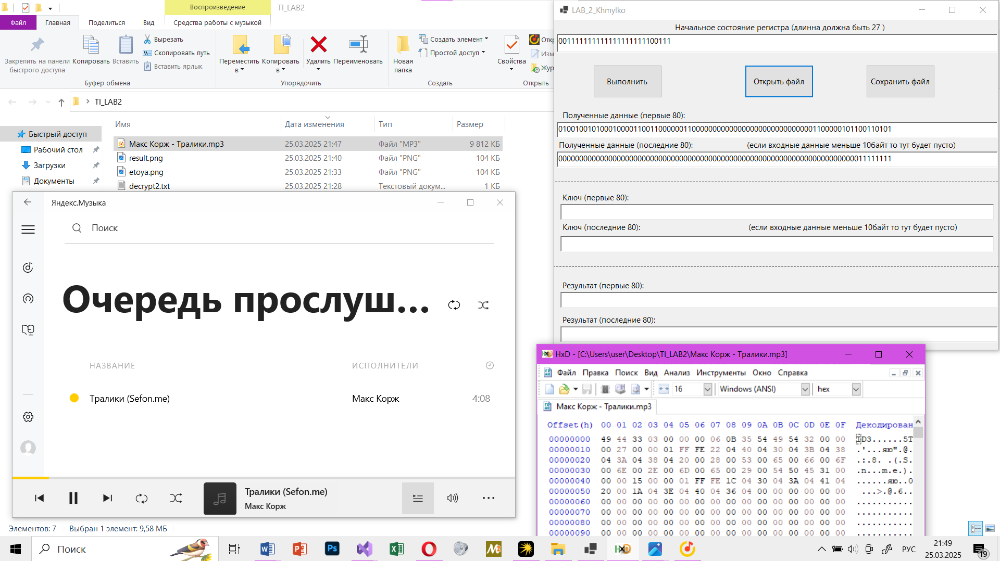 Воспроизведение
TI_LAB2
Файл
Главная
Поделиться
Вид
Средства работы с музыкой
Закрепить на панели
быстрого доступа
Копировать
Вставить
Вырезать
Скопировать путь
Вставить ярлык
Буфер обмена
Переместить
в
Копировать
в
Удалить
Переименовать
Упорядочить
Новая
папка
Создать элемент
Простой доступ
Создать
Свойства
Откр
Изм
Жур
Открыть
TI_LAB2
Быстрый доступ
Рабочий стол
Загрузки
Документы
Имя
Дата изменения
Тип
Размер
Макс Корж - Тралики.mp3
25.03.2025 21:47
Файл "MP3"
9 812 КБ
result.png
25.03.2025 21:40
Файл "PNG"
104 КБ
etoya.png
25.03.2025 21:33
Файл "PNG"
104 КБ
decrypt2.txt
25.03.2025 21:28
Текстовый докум...
1 КБ
Яндекс.Музыка
Поиск
Очередь прослуш...
НАЗВАНИЕ
ИСПОЛНИТЕЛИ
Тралики (Sefon.me)
Макс Корж
4:08
Тралики (Sefon.me)
Макс Корж
Элементов: 7
Выбран 1 элемент: 9,58 МБ
LAB_2_Khmylko
Начальное состояние регистра (длинна должна быть 27 )
001111111111111111111100111
Выполнить
Открыть файл
Сохранить файл
Полученные данные (первые 80):
01001001010001000011001100000011000000000000000000000000000001100000101100110101
Полученные данные (последние 80):
(если входные данные меньше 10байт то тут будет пусто)
00000000000000000000000000000000000000000000000000000000000000000000000011111111
Ключ (первые 80):
Ключ (последние 80):
(если входные данные меньше 10байт то тут будет пусто)
Результат (первые 80):
Результат (последние 80):
HxD - [C:\Users\user\Desktop\TI_LAB2\Макс Корж - Тралики.mp3]
Файл Правка Поиск Вид Анализ Инструменты Окно Справка
16
Windows (ANSI)
hex
Макс Корж - Тралики.mp3
Offset(h) 00 01 02 03 04 05 06 07 08 09 0A 0B 0C 0D 0E 0F Декодирован
00000000 49 44 33 03 00 00 00 06 0B 35 54 49 54 32 00 00 ID3......5T
00000010 00 27 00 00 01 FF FE 22 04 40 04 30 04 3B 04 38 .'...яю".@.
00000020 04 3A 04 38 04 20 00 28 00 53 00 65 00 66 00 6F .:.8. .(.S.
00000030 00 6E 00 2E 00 6D 00 65 00 29 00 54 50 45 31 00 .n...m.e.).
00000040 00 00 15 00 00 01 FF FE 1C 04 30 04 3A 04 41 04 ......яю..0
00000050 20 00 1A 04 3E 04 40 04 36 04 00 00 00 00 00 00 ...>.@.6..
00000060 00 00 00 00 00 00 00 00 00 00 00 00 00 00 00 00 ...........
00000070 00 00 00 00 00 00 00 00 00 00 00 00 00 00 00 00 ...........
00000080 00 00 00 00 00 00 00 00 00 00 00 00 00 00 00 00 ...........
00000090 00 00 00 00 00 00 00 00 00 00 00 00 00 00 00 00 ...........
Поиск
РУС
21:49
25.03.2025
19